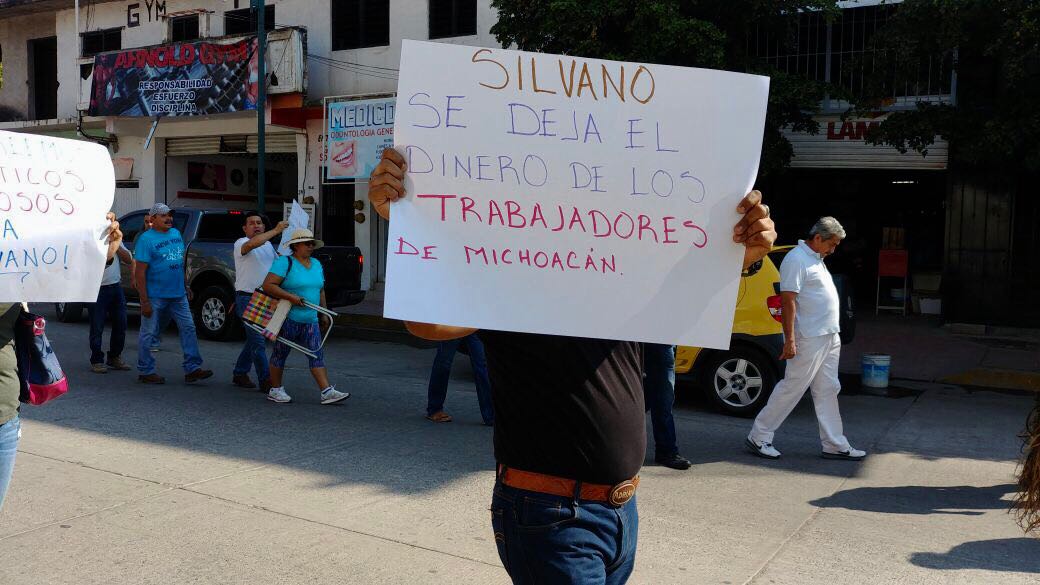 GYM
ARNOLD GYM
RESPONSABILIDAD
ESFUERZO
DISCIPLINA
MEDICO
ODONTOLOGIA GENE
TICOS
OSOS
A
VANO!
SILVANO
SE DEJA EL
DINERO DE LOS
TRABAJADORES
DE MICHOACÁN.